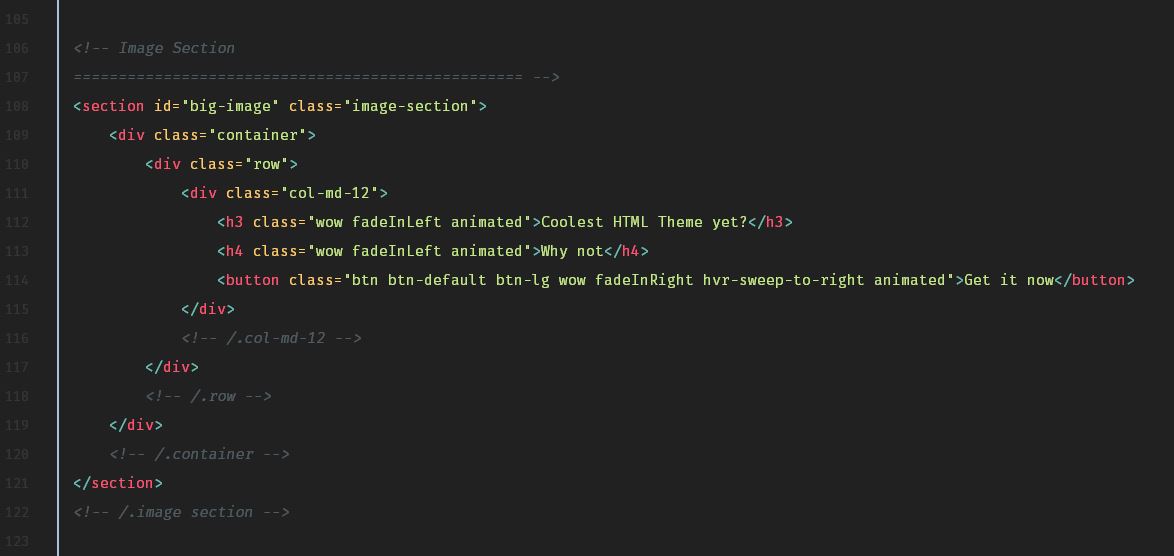 105
106 <!-- Image Section
107 ================================================== -->
108 <section id="big-image" class="image-section">
109     <div class="container">
110         <div class="row">
111             <div class="col-md-12">
112                 <h3 class="wow fadeInLeft animated">Coolest HTML Theme yet?</h3>
113                 <h4 class="wow fadeInLeft animated">Why not</h4>
114                 <button class="btn btn-default btn-lg wow fadeInRight hvr-sweep-to-right animated">Get it now</button>
115             </div>
116             <!-- /.col-md-12 -->
117         </div>
118         <!-- /.row -->
119     </div>
120     <!-- /.container -->
121 </section>
122 <!-- /.image section -->
123